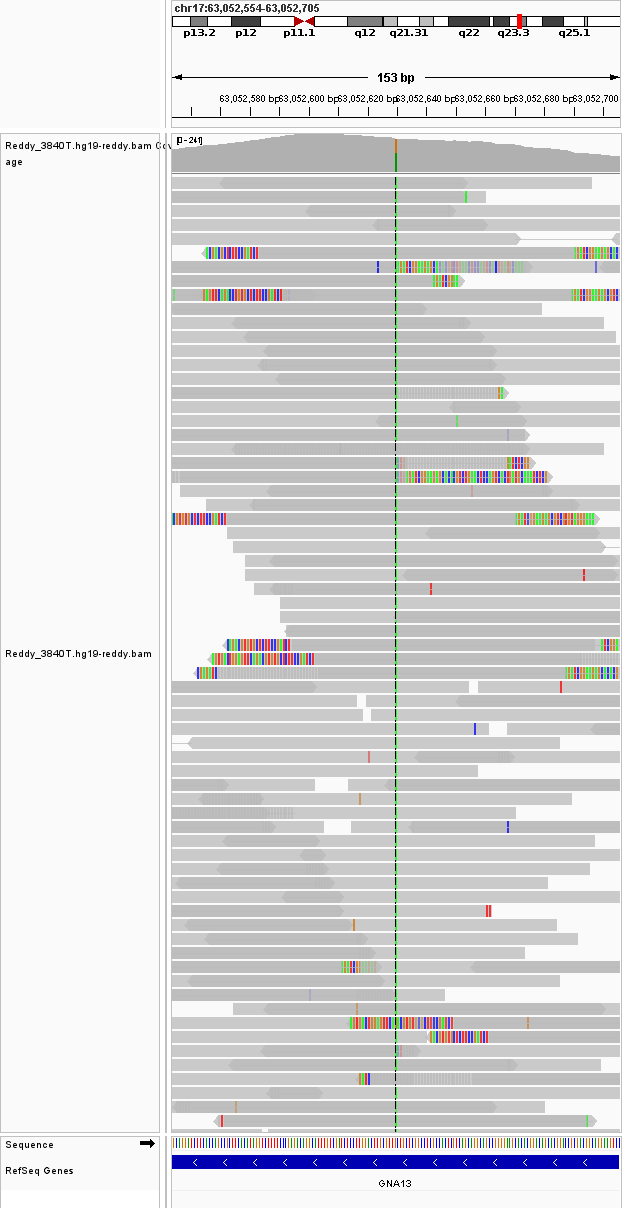 chr17:63,052,554-63,052,705
p13.2 p12 p11.1 q12 q21.31 q22 q23.3 q25.1
153 bp
63,052,580 bp 63,052,600 bp 63,052,620 bp 63,052,640 bp 63,052,660 bp 63,052,680 bp 63,052,700
[0 - 241]
Reddy_3840T.hg19-reddy.bam Cov
age
Reddy_3840T.hg19-reddy.bam
Sequence
RefSeq Genes
GNA13